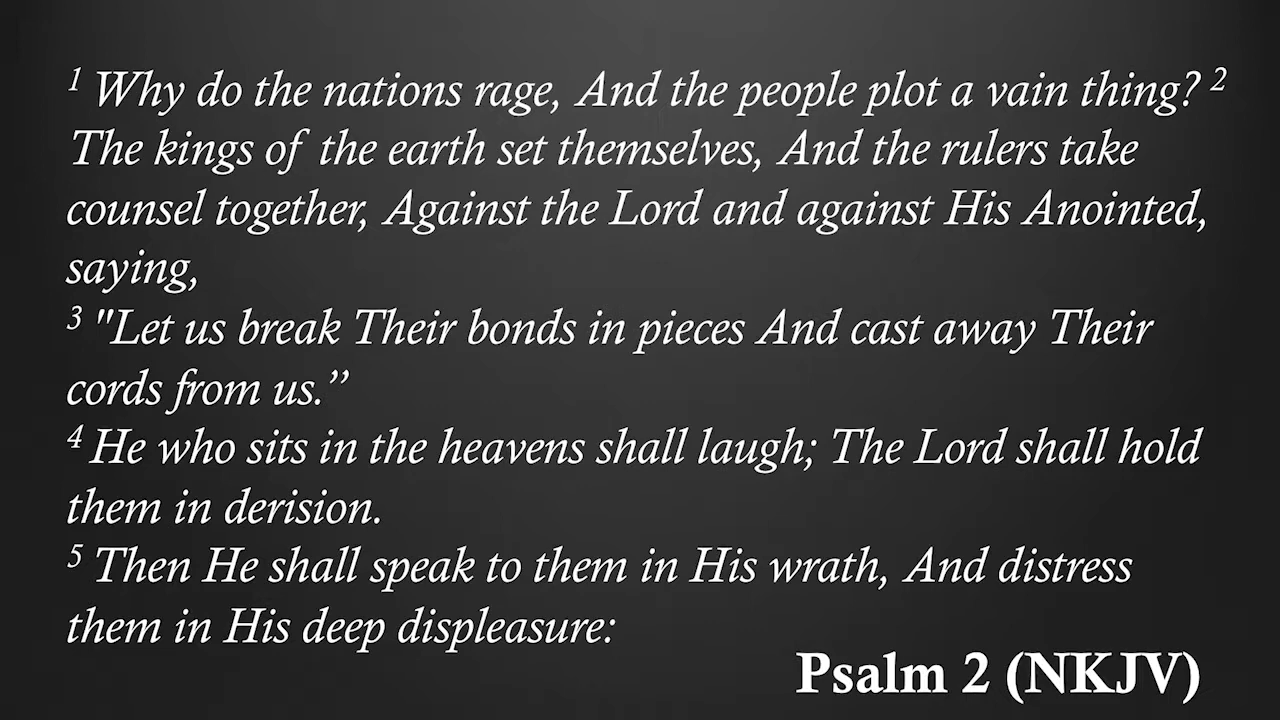 1 Why do the nations rage, And the people plot a vain thing? 2
The kings of the earth set themselves, And the rulers take
counsel together, Against the Lord and against His Anointed,
saying,
3 "Let us break Their bonds in pieces And cast away Their
cords from us.”
4 He who sits in the heavens shall laugh; The Lord shall hold
them in derision.
5 Then He shall speak to them in His wrath, And distress
them in His deep displeasure:
Psalm 2 (NKJV)